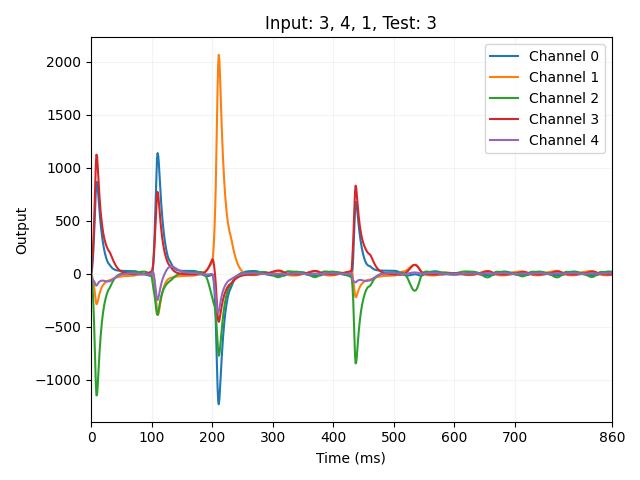 Input: 3, 4, 1, Test: 3
Channel 0
Channel 1
Channel 2
Channel 3
Channel 4
Output
2000
1500
1000
500
0
−500
−1000
0 100 200 300 400 500 600 700 860
Time (ms)